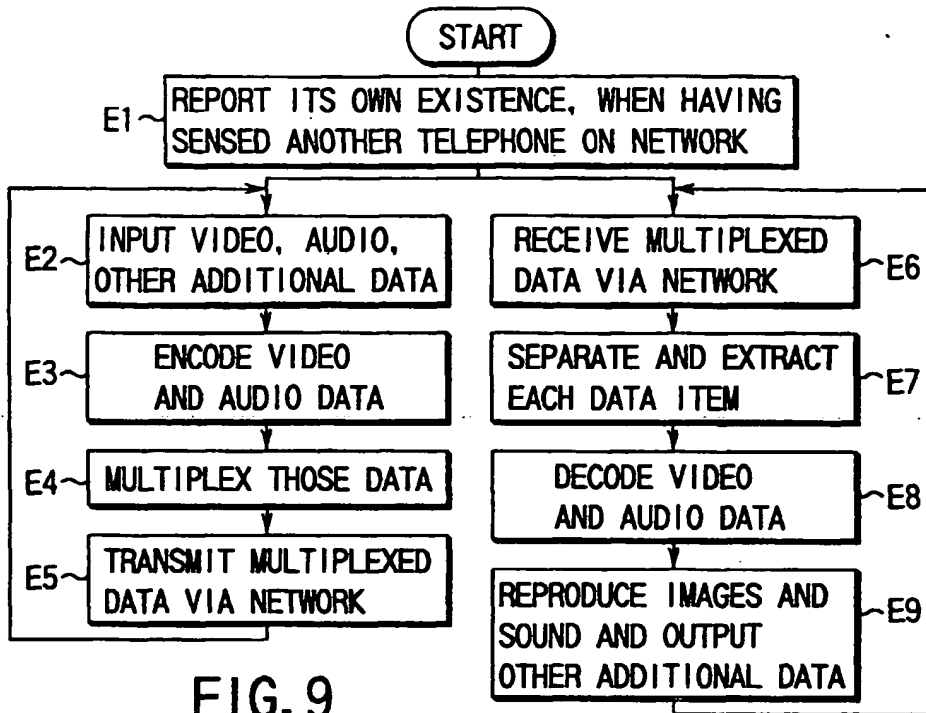 START
E1
REPORT ITS OWN EXISTENCE, WHEN HAVING
SENSED ANOTHER TELEPHONE ON NETWORK
E2
INPUT VIDEO, AUDIO,
OTHER ADDITIONAL DATA
E3
ENCODE VIDEO
AND AUDIO DATA
E4
MULTIPLEX THOSE DATA
E5
TRANSMIT MULTIPLEXED
DATA VIA NETWORK
RECEIVE MULTIPLEXED
DATA VIA NETWORK
E6
SEPARATE AND EXTRACT
EACH DATA ITEM
E7
DECODE VIDEO
AND AUDIO DATA
E8
REPRODUCE IMAGES AND
SOUND AND OUTPUT
OTHER ADDITIONAL DATA
E9
FIG. 9